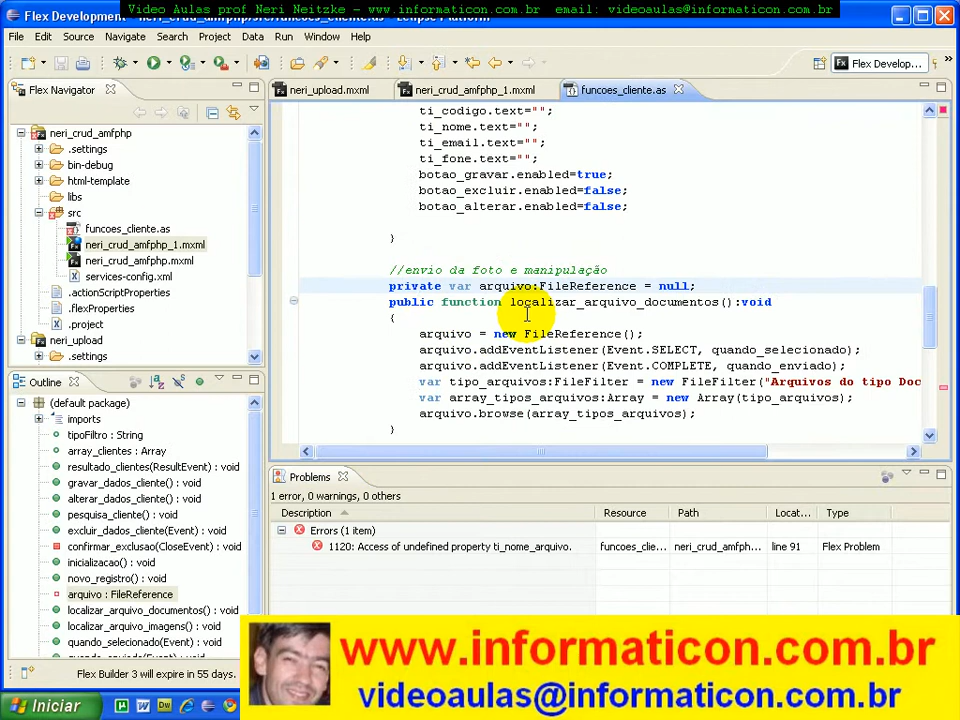 Video Aulas prof Neri Neitzke – www.informaticon.com.br email: videoaulas@informaticon.com.br
Flex Development - neri_crud_amfphp/src/funcoes_cliente.as - Eclipse Platform
File Edit Source Navigate Search Project Data Run Window Help
Flex Develop...
Flex Navigator
neri_upload.mxml neri_crud_amfphp_1.mxml funcoes_cliente.as
neri_crud_amfphp
.settings
bin-debug
html-template
libs
src
funcoes_cliente.as
neri_crud_amfphp_1.mxml
neri_crud_amfphp.mxml
services-config.xml
.actionScriptProperties
.flexProperties
.project
neri_upload
.settings
ti_codigo.text="";
ti_nome.text="";
ti_email.text="";
ti_fone.text="";
botao_gravar.enabled=true;
botao_excluir.enabled=false;
botao_alterar.enabled=false;
}
//envio da foto e manipulação
private var arquivo:FileReference = null;
public function localizar_arquivo_documentos():void
{
arquivo = new FileReference();
arquivo.addEventListener(Event.SELECT, quando_selecionado);
arquivo.addEventListener(Event.COMPLETE, quando_enviado);
var tipo_arquivos:FileFilter = new FileFilter("Arquivos do tipo Doc
var array_tipos_arquivos:Array = new Array(tipo_arquivos);
arquivo.browse(array_tipos_arquivos);
}
Outline
(default package)
imports
tipoFiltro : String
array_clientes : Array
resultado_clientes(ResultEvent) : void
gravar_dados_cliente() : void
alterar_dados_cliente() : void
pesquisa_cliente() : void
excluir_dados_cliente(Event) : void
confirmar_exclusao(CloseEvent) : void
inicializacao() : void
novo_registro() : void
arquivo : FileReference
localizar_arquivo_documentos() : void
localizar_arquivo_imagens() : void
quando_selecionado(Event) : void
Problems
1 error, 0 warnings, 0 others
Description Resource Path Locat... Type
Errors (1 item)
1120: Access of undefined property ti_nome_arquivo. funcoes_clie... neri_crud_amfph... line 91 Flex Problem
Flex Builder 3 will expire in 55 days.
www.informaticon.com.br
videoaulas@informaticon.com.br
Iniciar